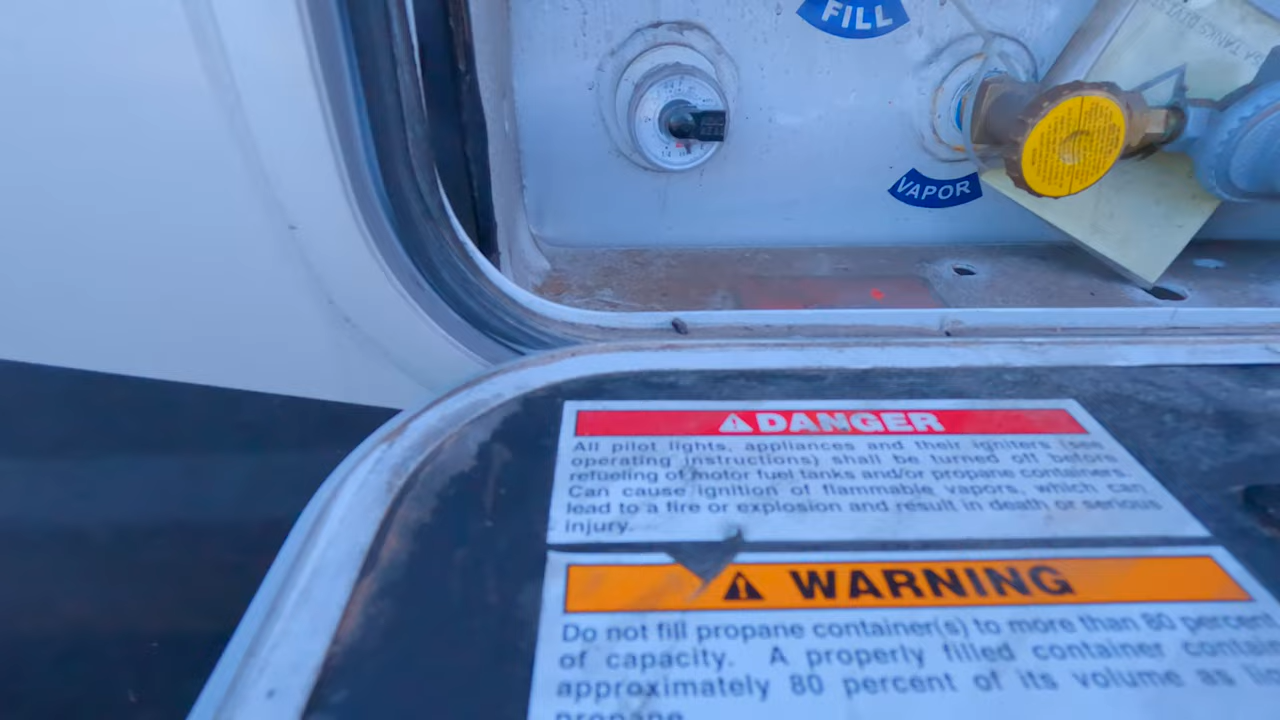 FILL
VAPOR
DANGER
All pilot lights, appliances and their igniters (see
operating instructions) shall be turned off before
refueling of motor fuel tanks and/or propane containers.
Can cause ignition of flammable vapors, which can
lead to a fire or explosion and result in death or serious
injury.
WARNING
Do not fill propane container(s) to more than 80 percent
of capacity. A properly filled container
approximately 80 percent of its volume as
propane.